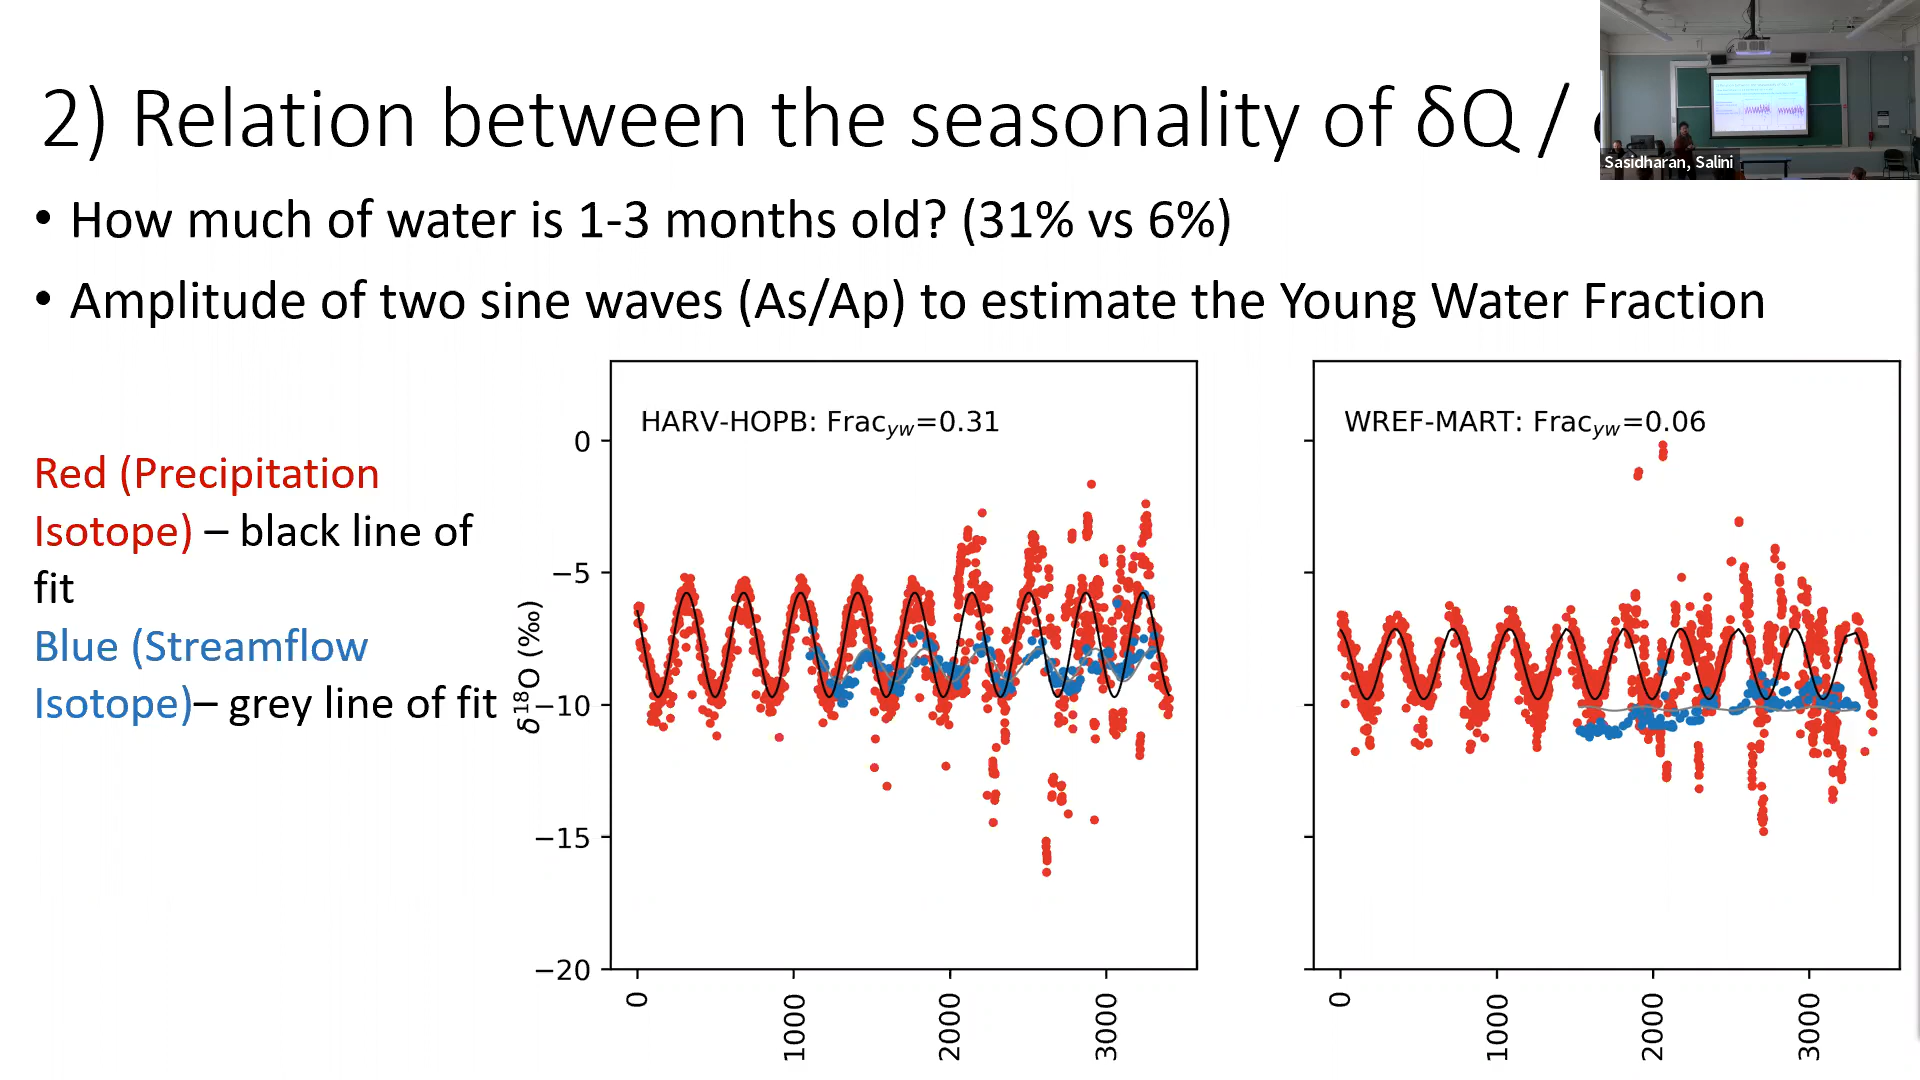 2) Relation between the seasonality of δQ /
Sasidharan, Salini
• How much of water is 1-3 months old? (31% vs 6%)
• Amplitude of two sine waves (As/Ap) to estimate the Young Water Fraction
Red (Precipitation
Isotope) – black line of
fit
Blue (Streamflow
Isotope)– grey line of fit
δ¹⁸O (‰)
HARV-HOPB: Frac_yw=0.31
0
−5
−10
−15
−20
0
1000
2000
3000
WREF-MART: Frac_yw=0.06
0
1000
2000
3000